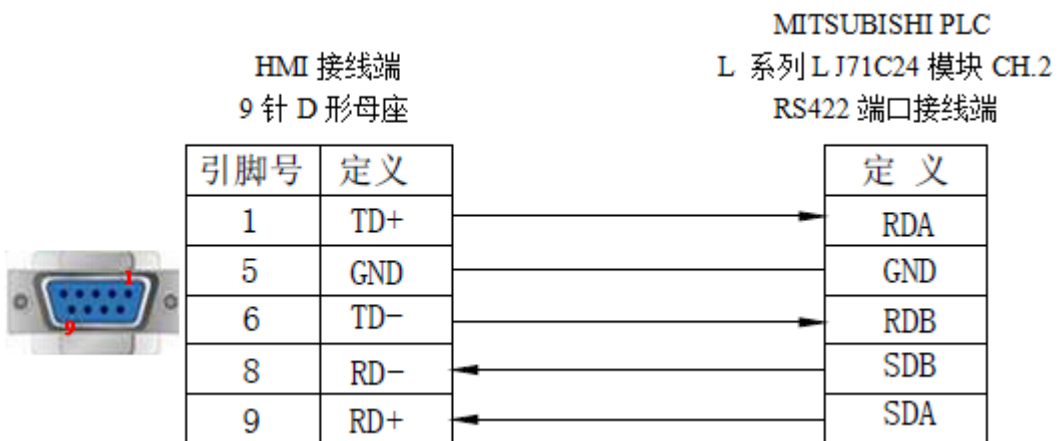 MITSUBISHI PLC
HMI 接线端
L 系列 L J71C24 模块 CH.2
9 针 D 形母座
RS422 端口接线端
引脚号 定义
定 义
1 TD+
RDA
5 GND
GND
6 TD-
RDB
8 RD-
SDB
9 RD+
SDA
1
9